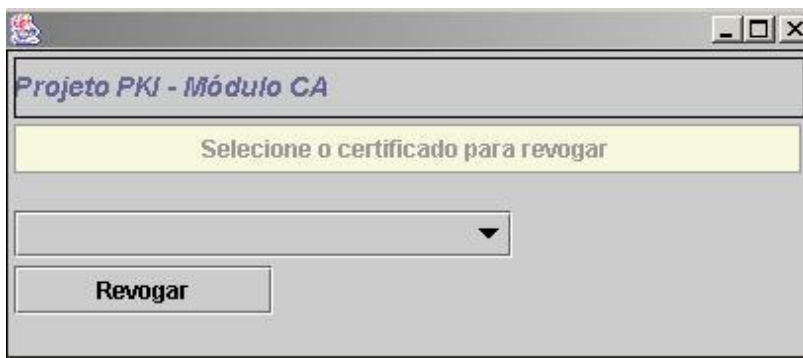 Projeto PKI - Módulo CA
Selecione o certificado para revogar
Revogar